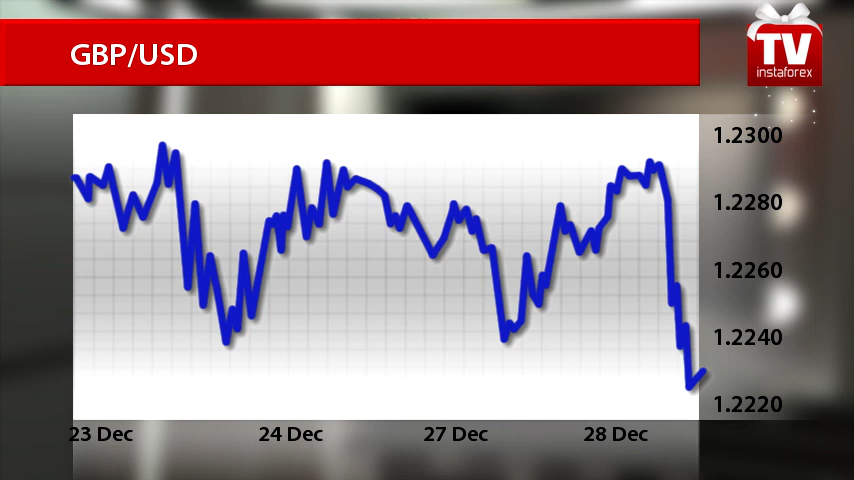 GBP/USD
TV
instaforex
1.2300
1.2280
1.2260
1.2240
1.2220
23 Dec 24 Dec 27 Dec 28 Dec